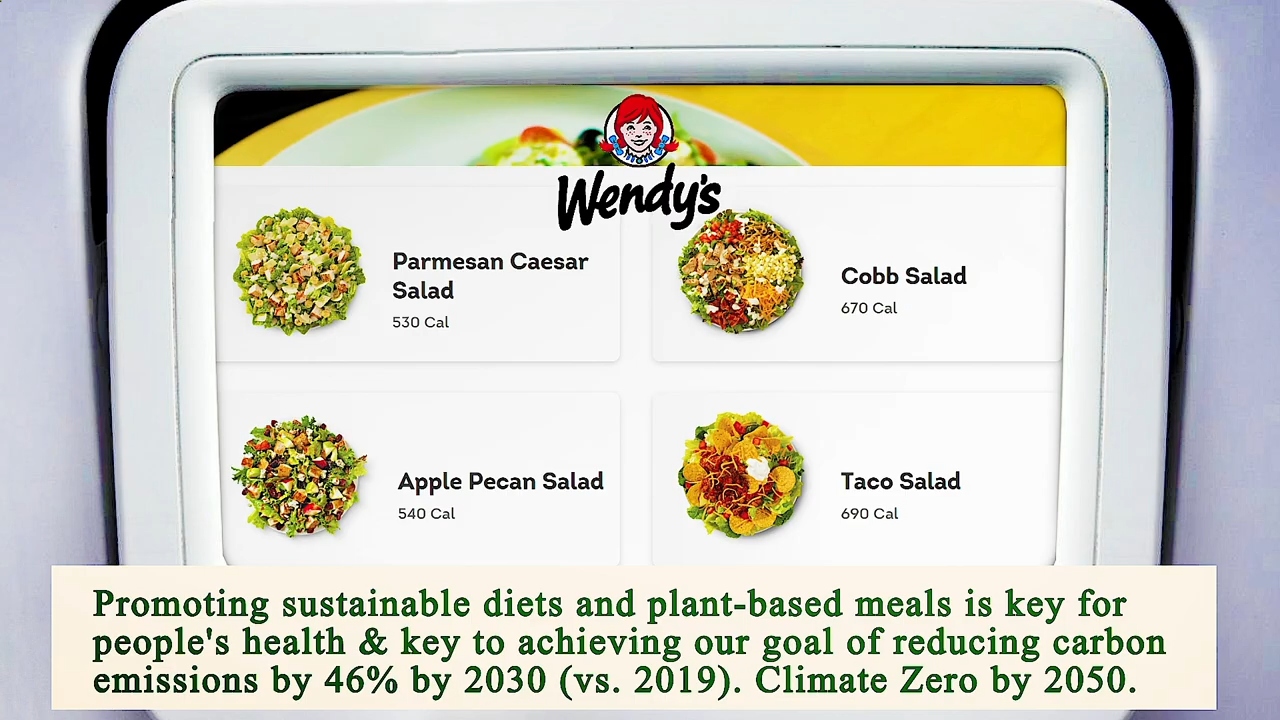 Wendy's
Parmesan Caesar
Salad
530 Cal
Cobb Salad
670 Cal
Apple Pecan Salad
540 Cal
Taco Salad
690 Cal
Promoting sustainable diets and plant-based meals is key for
people's health & key to achieving our goal of reducing carbon
emissions by 46% by 2030 (vs. 2019). Climate Zero by 2050.